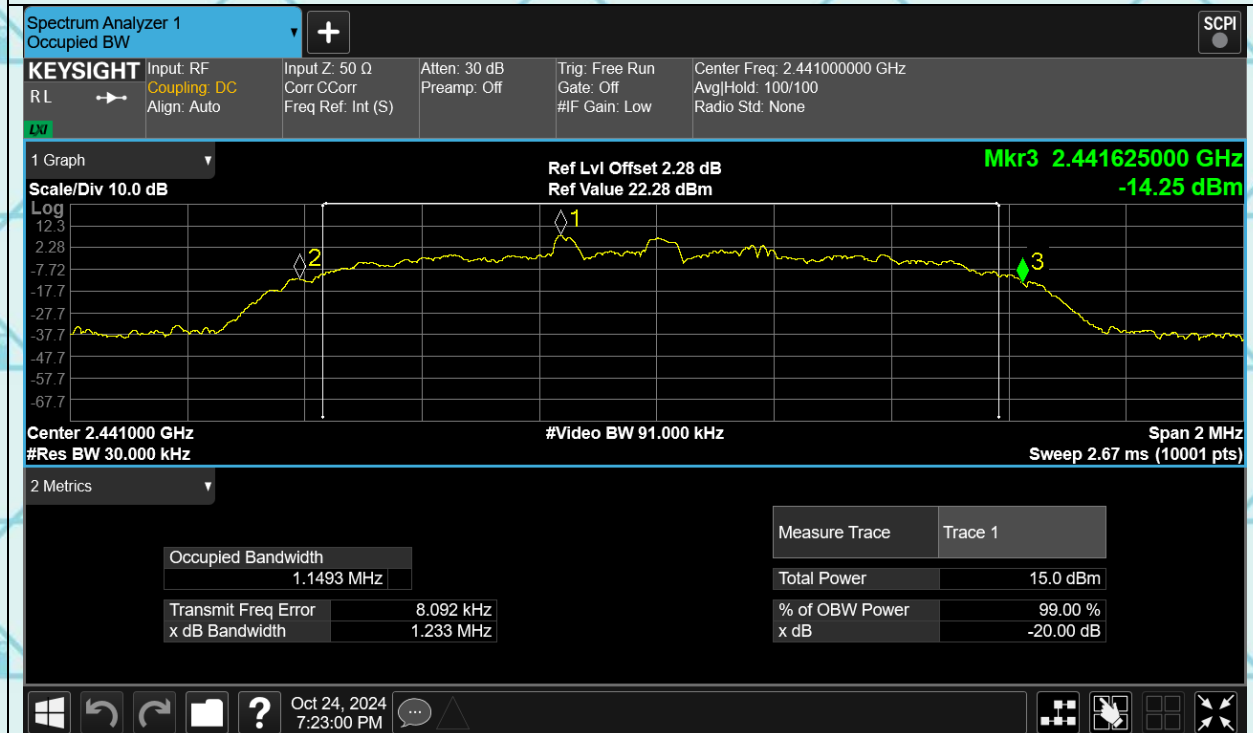 Spectrum Analyzer 1
Occupied BW
+
SCPI
KEYSIGHT
R L
LXI
Input: RF
Coupling: DC
Align: Auto
Input Z: 50 Ω
Corr CCorr
Freq Ref: Int (S)
Atten: 30 dB
Preamp: Off
Trig: Free Run
Gate: Off
#IF Gain: Low
Center Freq: 2.441000000 GHz
Avg|Hold: 100/100
Radio Std: None
1 Graph
Scale/Div 10.0 dB
Ref Lvl Offset 2.28 dB
Ref Value 22.28 dBm
Mkr3 2.441625000 GHz
-14.25 dBm
Log
12.3
2.28
-7.72
-17.7
-27.7
-37.7
-47.7
-57.7
-67.7
1
2
3
Center 2.441000 GHz
#Video BW 91.000 kHz
Span 2 MHz
#Res BW 30.000 kHz
Sweep 2.67 ms (10001 pts)
2 Metrics
Measure Trace Trace 1
Occupied Bandwidth
1.1493 MHz
Total Power 15.0 dBm
Transmit Freq Error 8.092 kHz
% of OBW Power 99.00 %
x dB Bandwidth 1.233 MHz
x dB -20.00 dB
?
Oct 24, 2024
7:23:00 PM